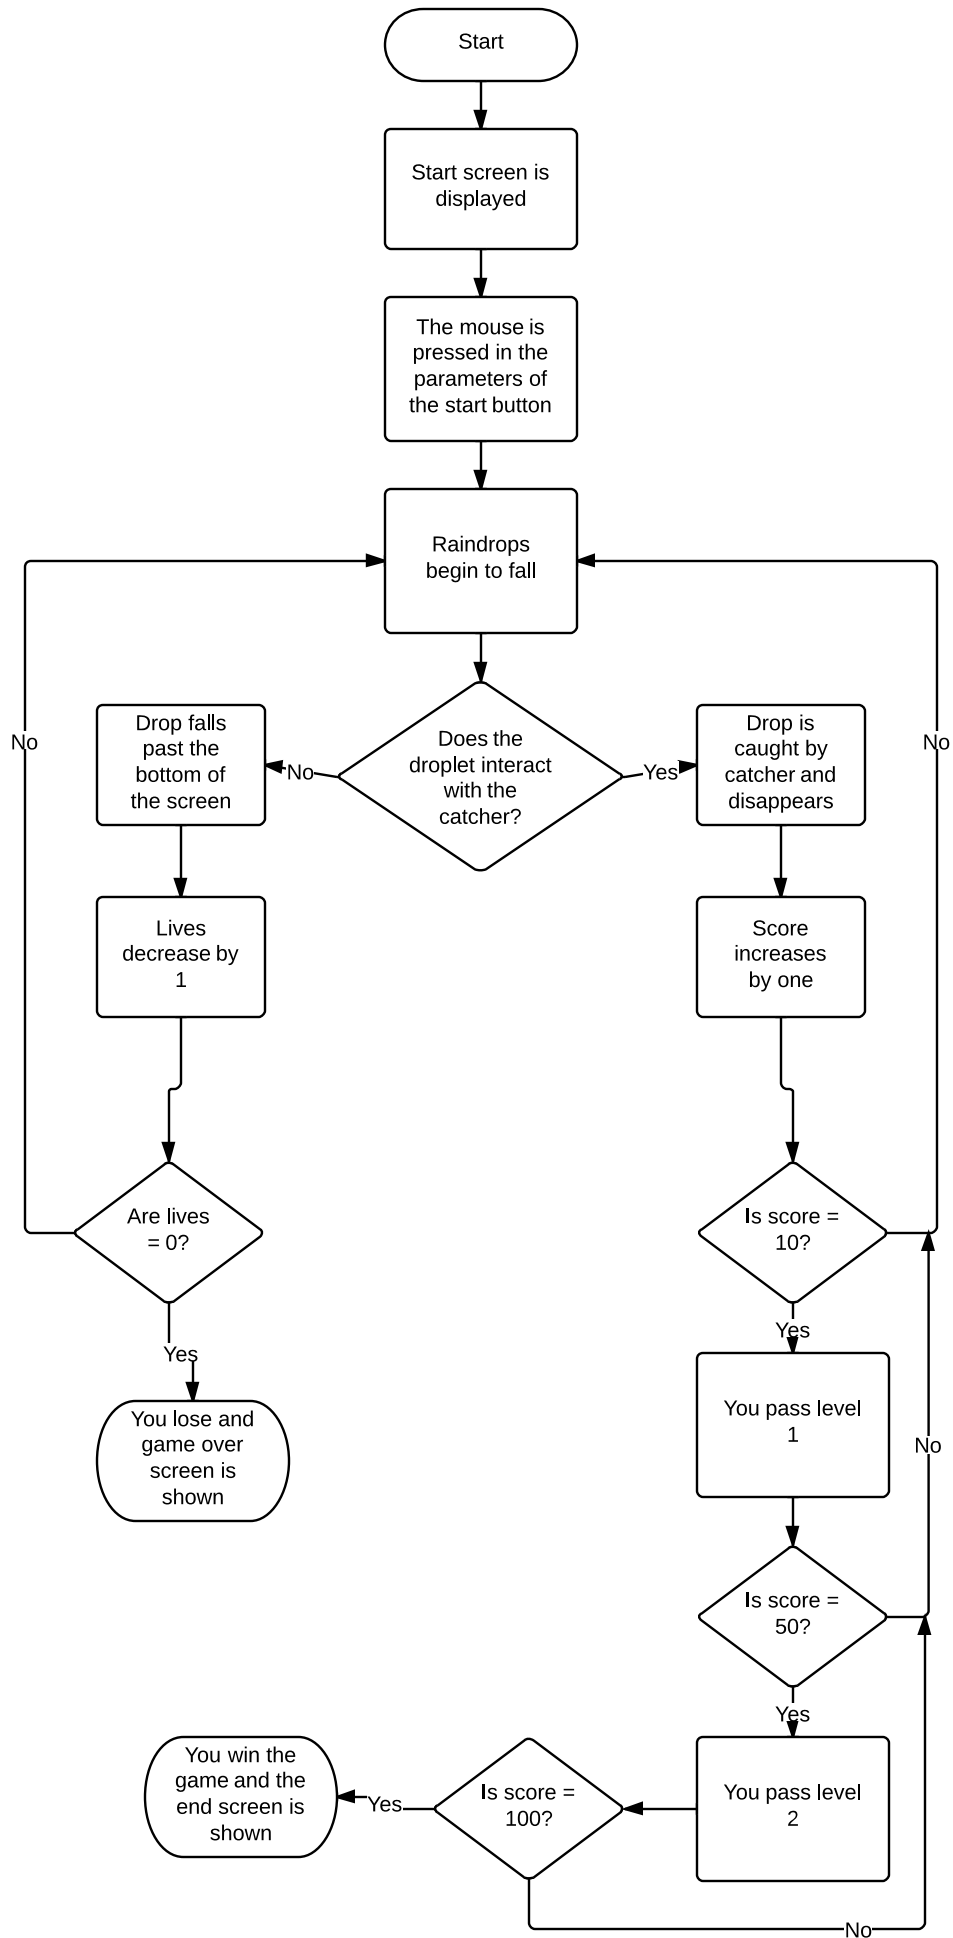 Start
Start screen is
displayed
The mouse is
pressed in the
parameters of
the start button
Raindrops
begin to fall
Does the
droplet interact
with the
catcher?
No
Drop falls
past the
bottom of
the screen
Lives
decrease by
1
Are lives
= 0?
No
Yes
You lose and
game over
screen is
shown
Yes
Drop is
caught by
catcher and
disappears
Score
increases
by one
Is score =
10?
No
Yes
You pass level
1
Is score =
50?
No
Yes
You pass level
2
Is score =
100?
No
Yes
You win the
game and the
end screen is
shown